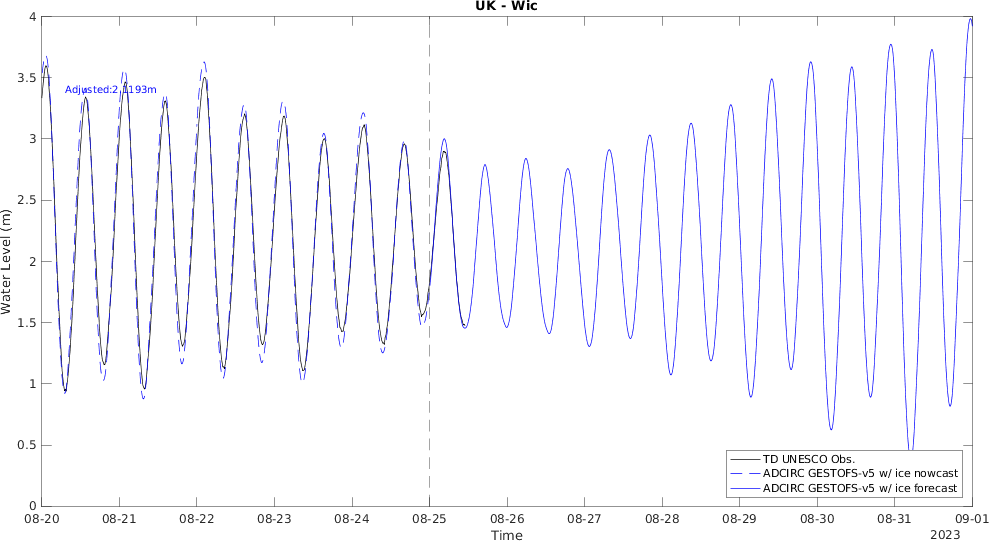 UK - Wic
4
3.5
3
2.5
2
1.5
1
0.5
0
Water Level (m)
Adjusted:2.1193m
TD UNESCO Obs.
ADCIRC GESTOFS-v5 w/ ice nowcast
ADCIRC GESTOFS-v5 w/ ice forecast
08-20 08-21 08-22 08-23 08-24 08-25 08-26 08-27 08-28 08-29 08-30 08-31 09-01
Time
2023